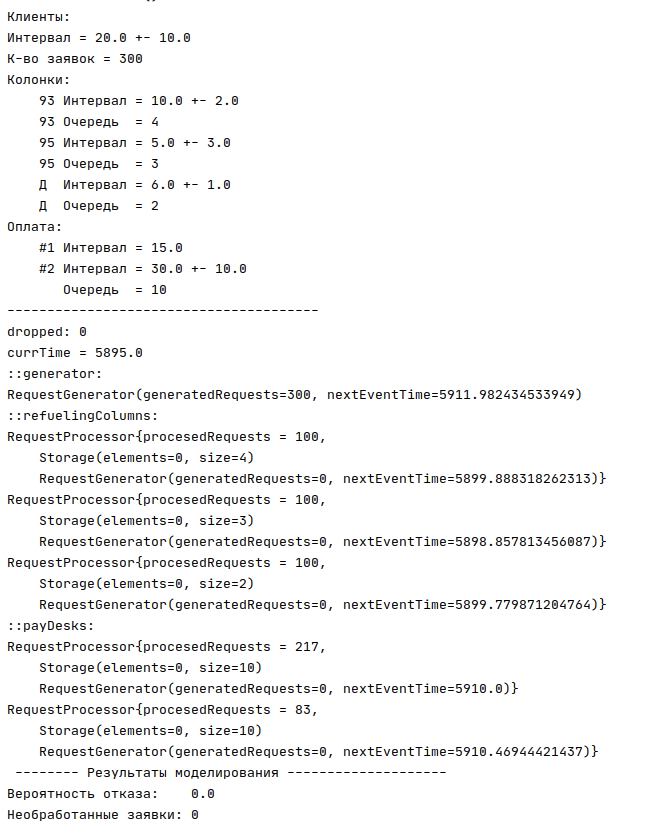 Клиенты:
Интервал = 20.0 +- 10.0
К-во заявок = 300
Колонки:
    93 Интервал = 10.0 +- 2.0
    93 Очередь  = 4
    95 Интервал = 5.0 +- 3.0
    95 Очередь  = 3
    Д  Интервал = 6.0 +- 1.0
    Д  Очередь  = 2
Оплата:
    #1 Интервал = 15.0
    #2 Интервал = 30.0 +- 10.0
       Очередь  = 10
---------------------------------------
dropped: 0
currTime = 5895.0
::generator:
RequestGenerator(generatedRequests=300, nextEventTime=5911.982434533949)
::refuelingColumns:
RequestProcessor{procesedRequests = 100,
    Storage(elements=0, size=4)
    RequestGenerator(generatedRequests=0, nextEventTime=5899.888318262313)}
RequestProcessor{procesedRequests = 100,
    Storage(elements=0, size=3)
    RequestGenerator(generatedRequests=0, nextEventTime=5898.857813456087)}
RequestProcessor{procesedRequests = 100,
    Storage(elements=0, size=2)
    RequestGenerator(generatedRequests=0, nextEventTime=5899.779871204764)}
::payDesks:
RequestProcessor{procesedRequests = 217,
    Storage(elements=0, size=10)
    RequestGenerator(generatedRequests=0, nextEventTime=5910.0)}
RequestProcessor{procesedRequests = 83,
    Storage(elements=0, size=10)
    RequestGenerator(generatedRequests=0, nextEventTime=5910.46944421437)}
 -------- Результаты моделирования --------------------
Вероятность отказа:    0.0
Необработанные заявки: 0